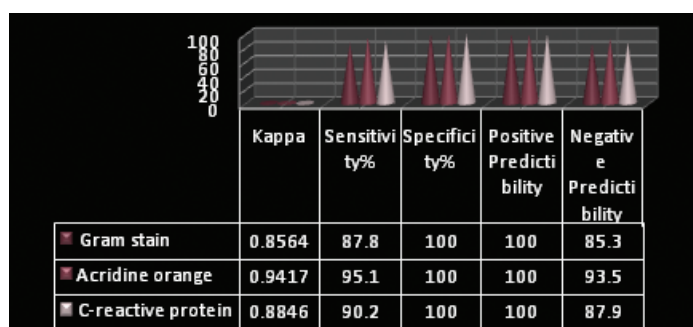 100
80
60
40
20
0
Kappa Sensitivi Specifici Positive Negativ
ty% ty% Predicti e
bility Predicti
bility
Gram stain 0.8564 87.8 100 100 85.3
Acridine orange 0.9417 95.1 100 100 93.5
C-reactive protein 0.8846 90.2 100 100 87.9